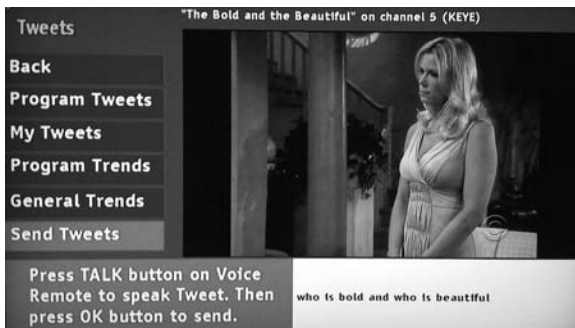 Tweets
"The Bold and the Beautiful" on channel 5 (KEYE)
Back
Program Tweets
My Tweets
Program Trends
General Trends
Send Tweets
Press TALK button on Voice
Remote to speak Tweet. Then
press OK button to send.
who is bold and who is beautiful